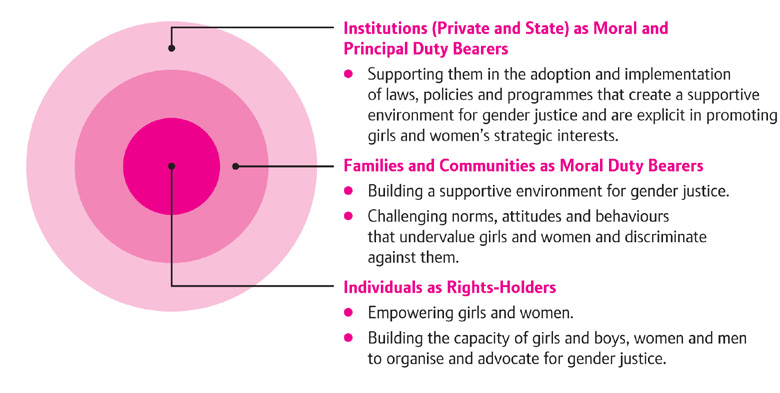 Institutions (Private and State) as Moral and
Principal Duty Bearers
● Supporting them in the adoption and implementation
of laws, policies and programmes that create a supportive
environment for gender justice and are explicit in promoting
girls and women's strategic interests.
Families and Communities as Moral Duty Bearers
● Building a supportive environment for gender justice.
● Challenging norms, attitudes and behaviours
that undervalue girls and women and discriminate
against them.
Individuals as Rights-Holders
● Empowering girls and women.
● Building the capacity of girls and boys, women and men
to organise and advocate for gender justice.